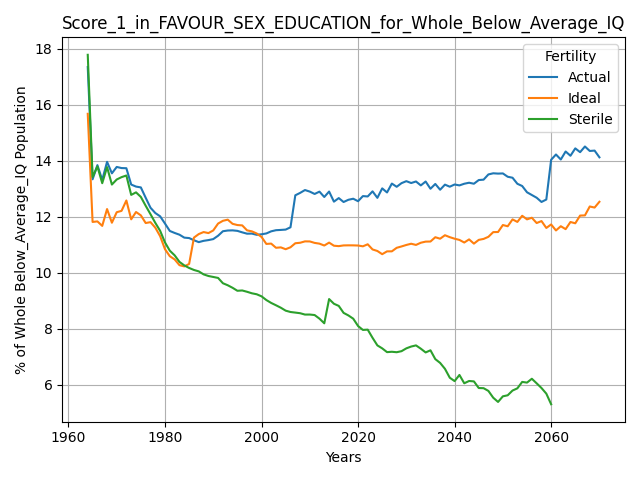 Score_1_in_FAVOUR_SEX_EDUCATION_for_Whole_Below_Average_IQ
% of Whole Below_Average_IQ Population
18
16
14
12
10
8
6
Fertility
Actual
Ideal
Sterile
1960
1980
2000
2020
2040
2060
Years